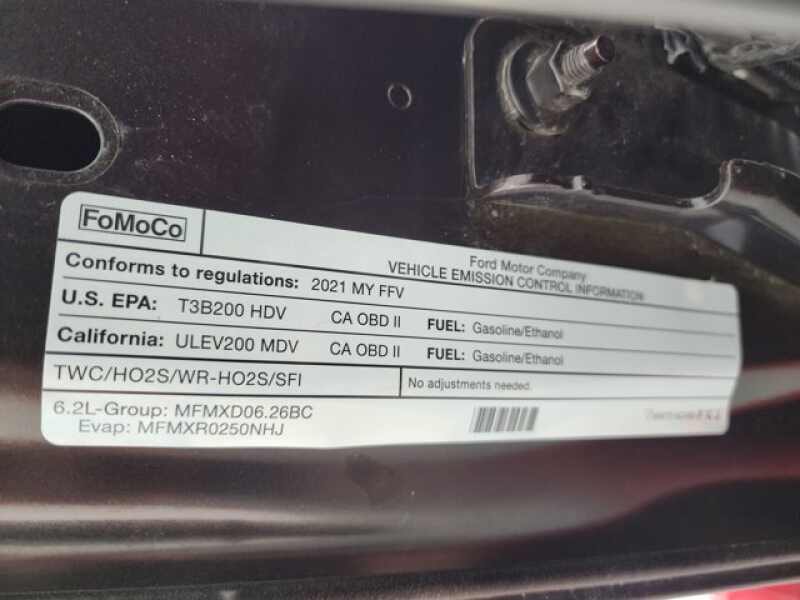 FoMoCo
Ford Motor Company
VEHICLE EMISSION CONTROL INFORMATION
Conforms to regulations: 2021 MY FFV
U.S. EPA: T3B200 HDV CA OBD II FUEL: Gasoline/Ethanol
California: ULEV200 MDV CA OBD II FUEL: Gasoline/Ethanol
TWC/HO2S/WR-HO2S/SFI
No adjustments needed.
6.2L-Group: MFMXD06.26BC
Evap: MFMXR0250NHJ